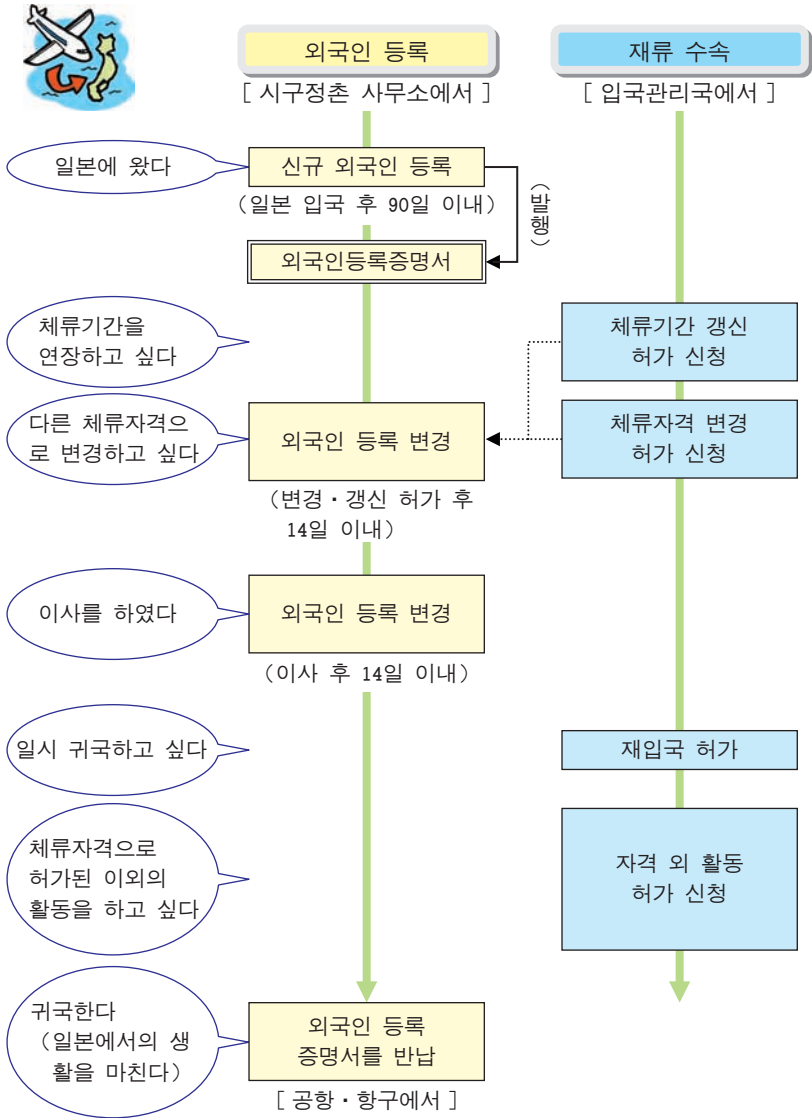 외국인 등록
재류 수속
[ 시구정촌 사무소에서 ]
[ 입국관리국에서 ]
일본에 왔다
신규 외국인 등록
(일본 입국 후 90일 이내)
(발행)
외국인등록증명서
체류기간을
연장하고 싶다
체류기간 갱신
허가 신청
다른 체류자격으
로 변경하고 싶다
외국인 등록 변경
체류자격 변경
허가 신청
(변경・갱신 허가 후
14일 이내)
이사를 하였다
외국인 등록 변경
(이사 후 14일 이내)
일시 귀국하고 싶다
재입국 허가
체류자격으로
허가된 이외의
활동을 하고 싶다
자격 외 활동
허가 신청
귀국한다
(일본에서의 생
활을 마친다)
외국인 등록
증명서를 반납
[ 공항・항구에서 ]